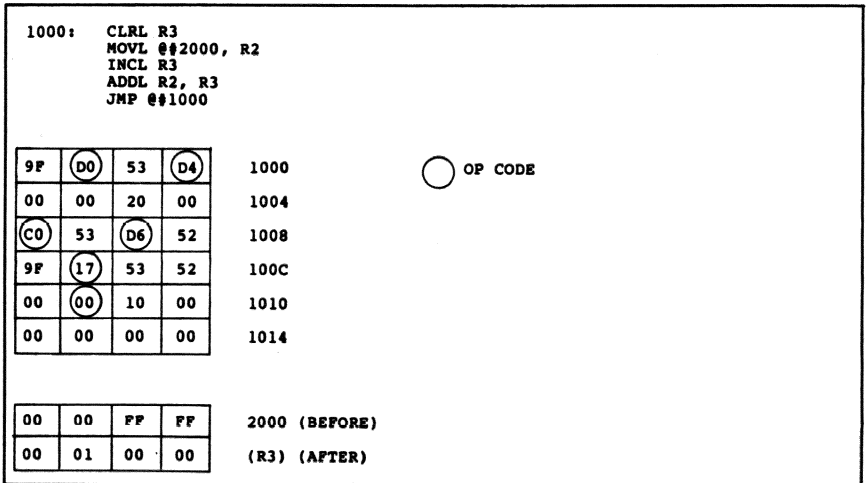 1000: CLRL R3
MOVL @#2000, R2
INCL R3
ADDL R2, R3
JMP @#1000
9F D0 53 D4 1000 OP CODE
00 00 20 00 1004
C0 53 D6 52 1008
9F 17 53 52 100C
00 00 10 00 1010
00 00 00 00 1014
00 00 FF FF 2000 (BEFORE)
00 01 00 00 (R3) (AFTER)